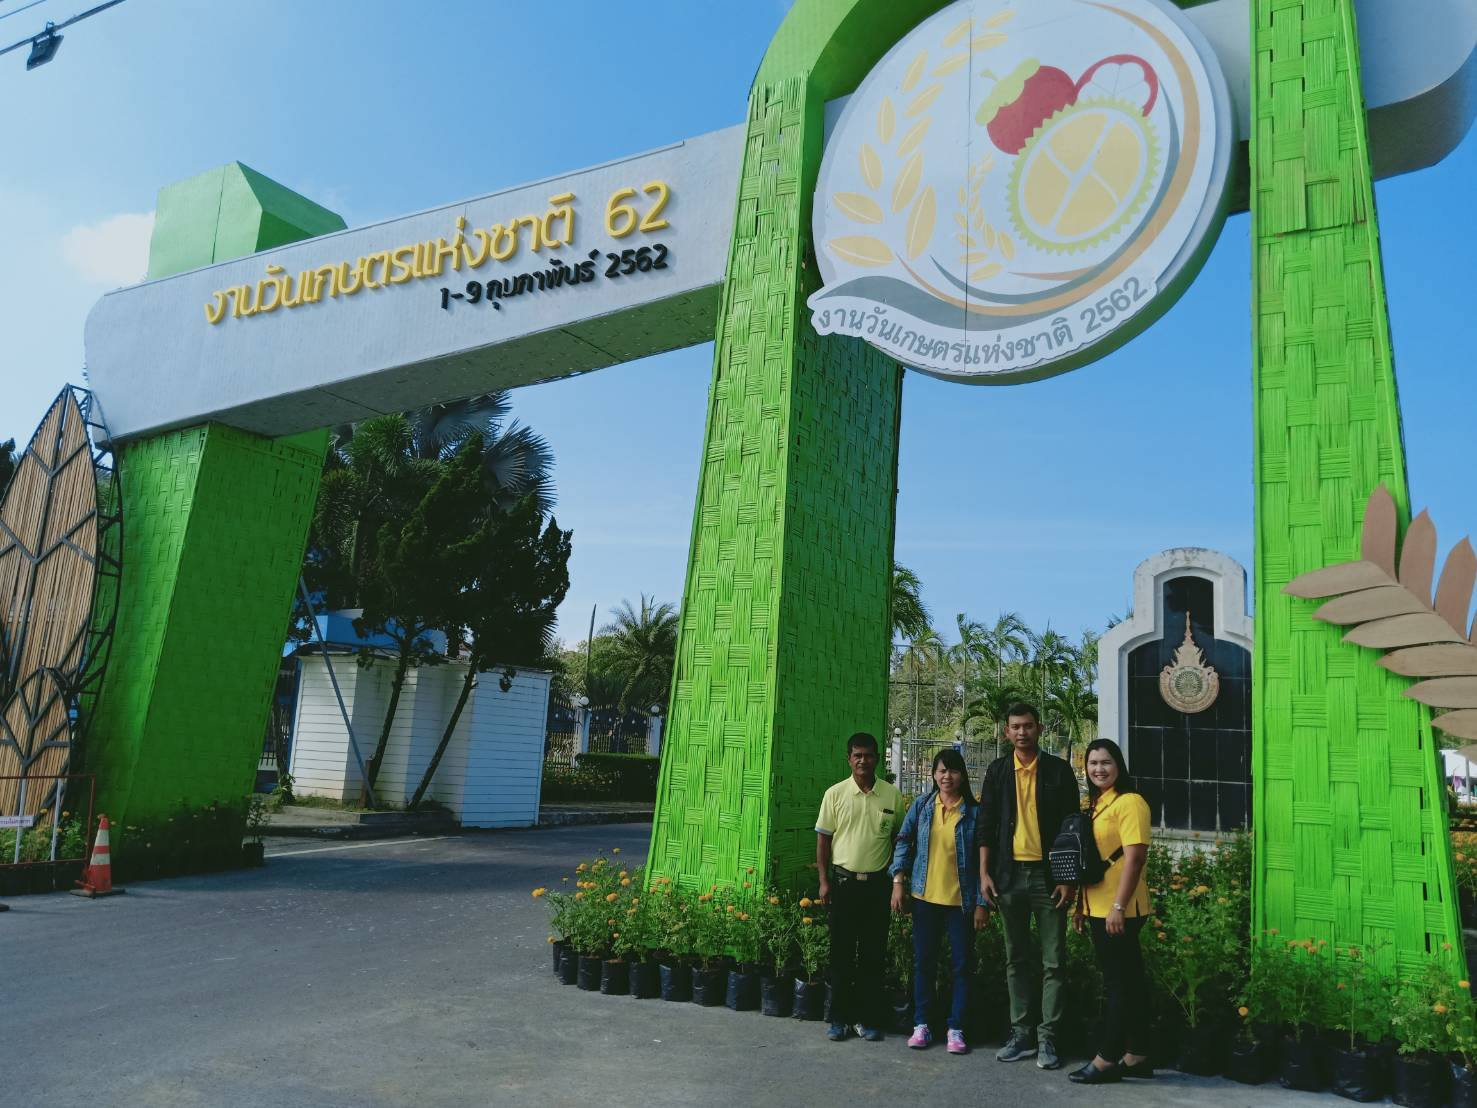 งานวันเกษตรแห่งชาติ 62
1-9 กุมภาพันธ์ 2562
งานวันเกษตรแห่งชาติ 2562